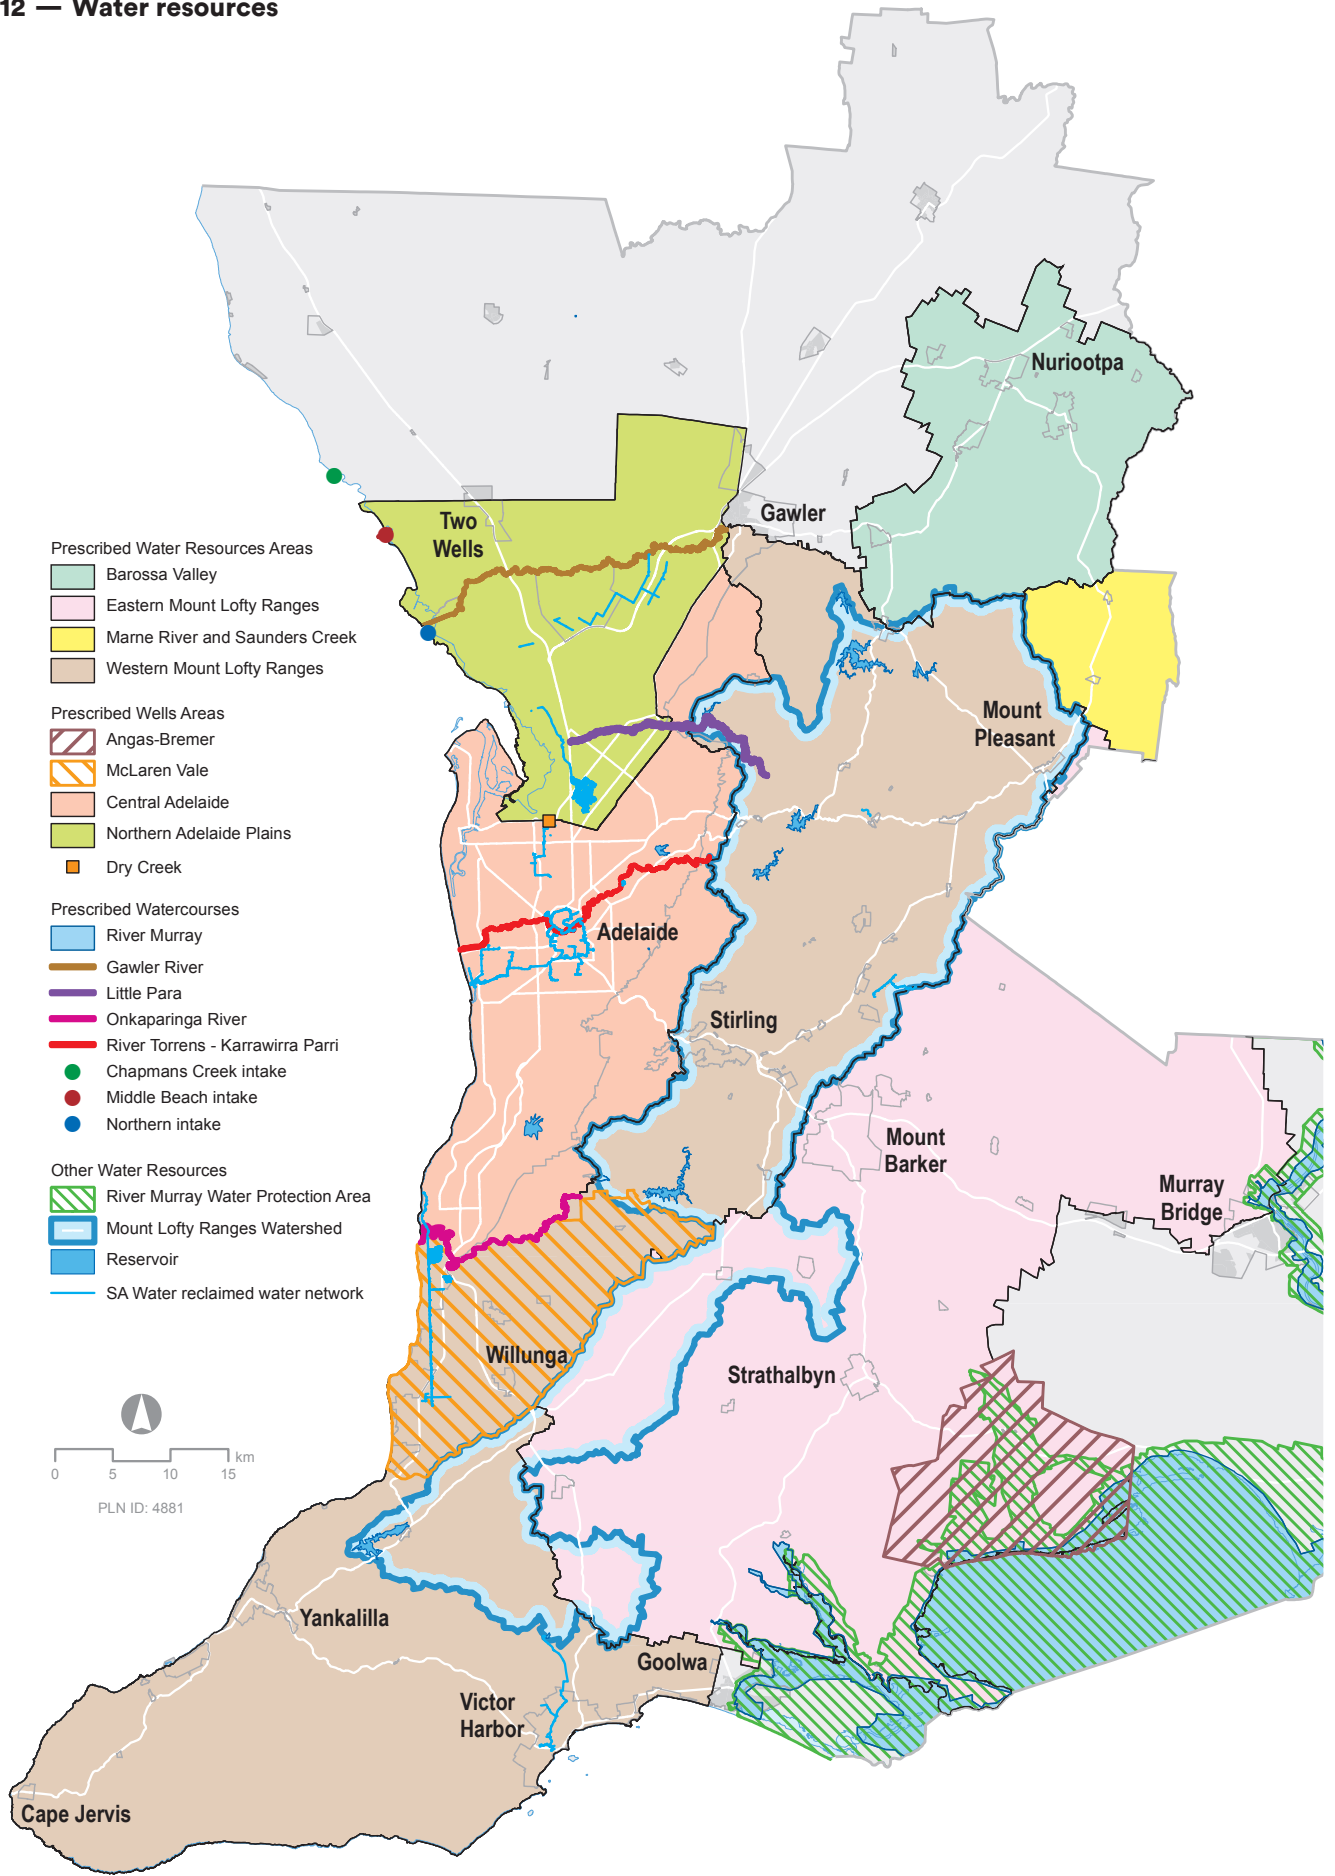 12 — Water resources
Nuriootpa
Gawler
Two
Wells
Prescribed Water Resources Areas
Barossa Valley
Eastern Mount Lofty Ranges
Marne River and Saunders Creek
Western Mount Lofty Ranges
Prescribed Wells Areas
Angas-Bremer
McLaren Vale
Central Adelaide
Northern Adelaide Plains
Dry Creek
Prescribed Watercourses
River Murray
Gawler River
Little Para
Onkaparinga River
River Torrens - Karrawirra Parri
Chapmans Creek intake
Middle Beach intake
Northern intake
Other Water Resources
River Murray Water Protection Area
Mount Lofty Ranges Watershed
Reservoir
SA Water reclaimed water network
km
0 5 10 15
PLN ID: 4881
Mount
Pleasant
Adelaide
Stirling
Mount
Barker
Murray
Bridge
Willunga
Strathalbyn
Yankalilla
Goolwa
Victor
Harbor
Cape Jervis